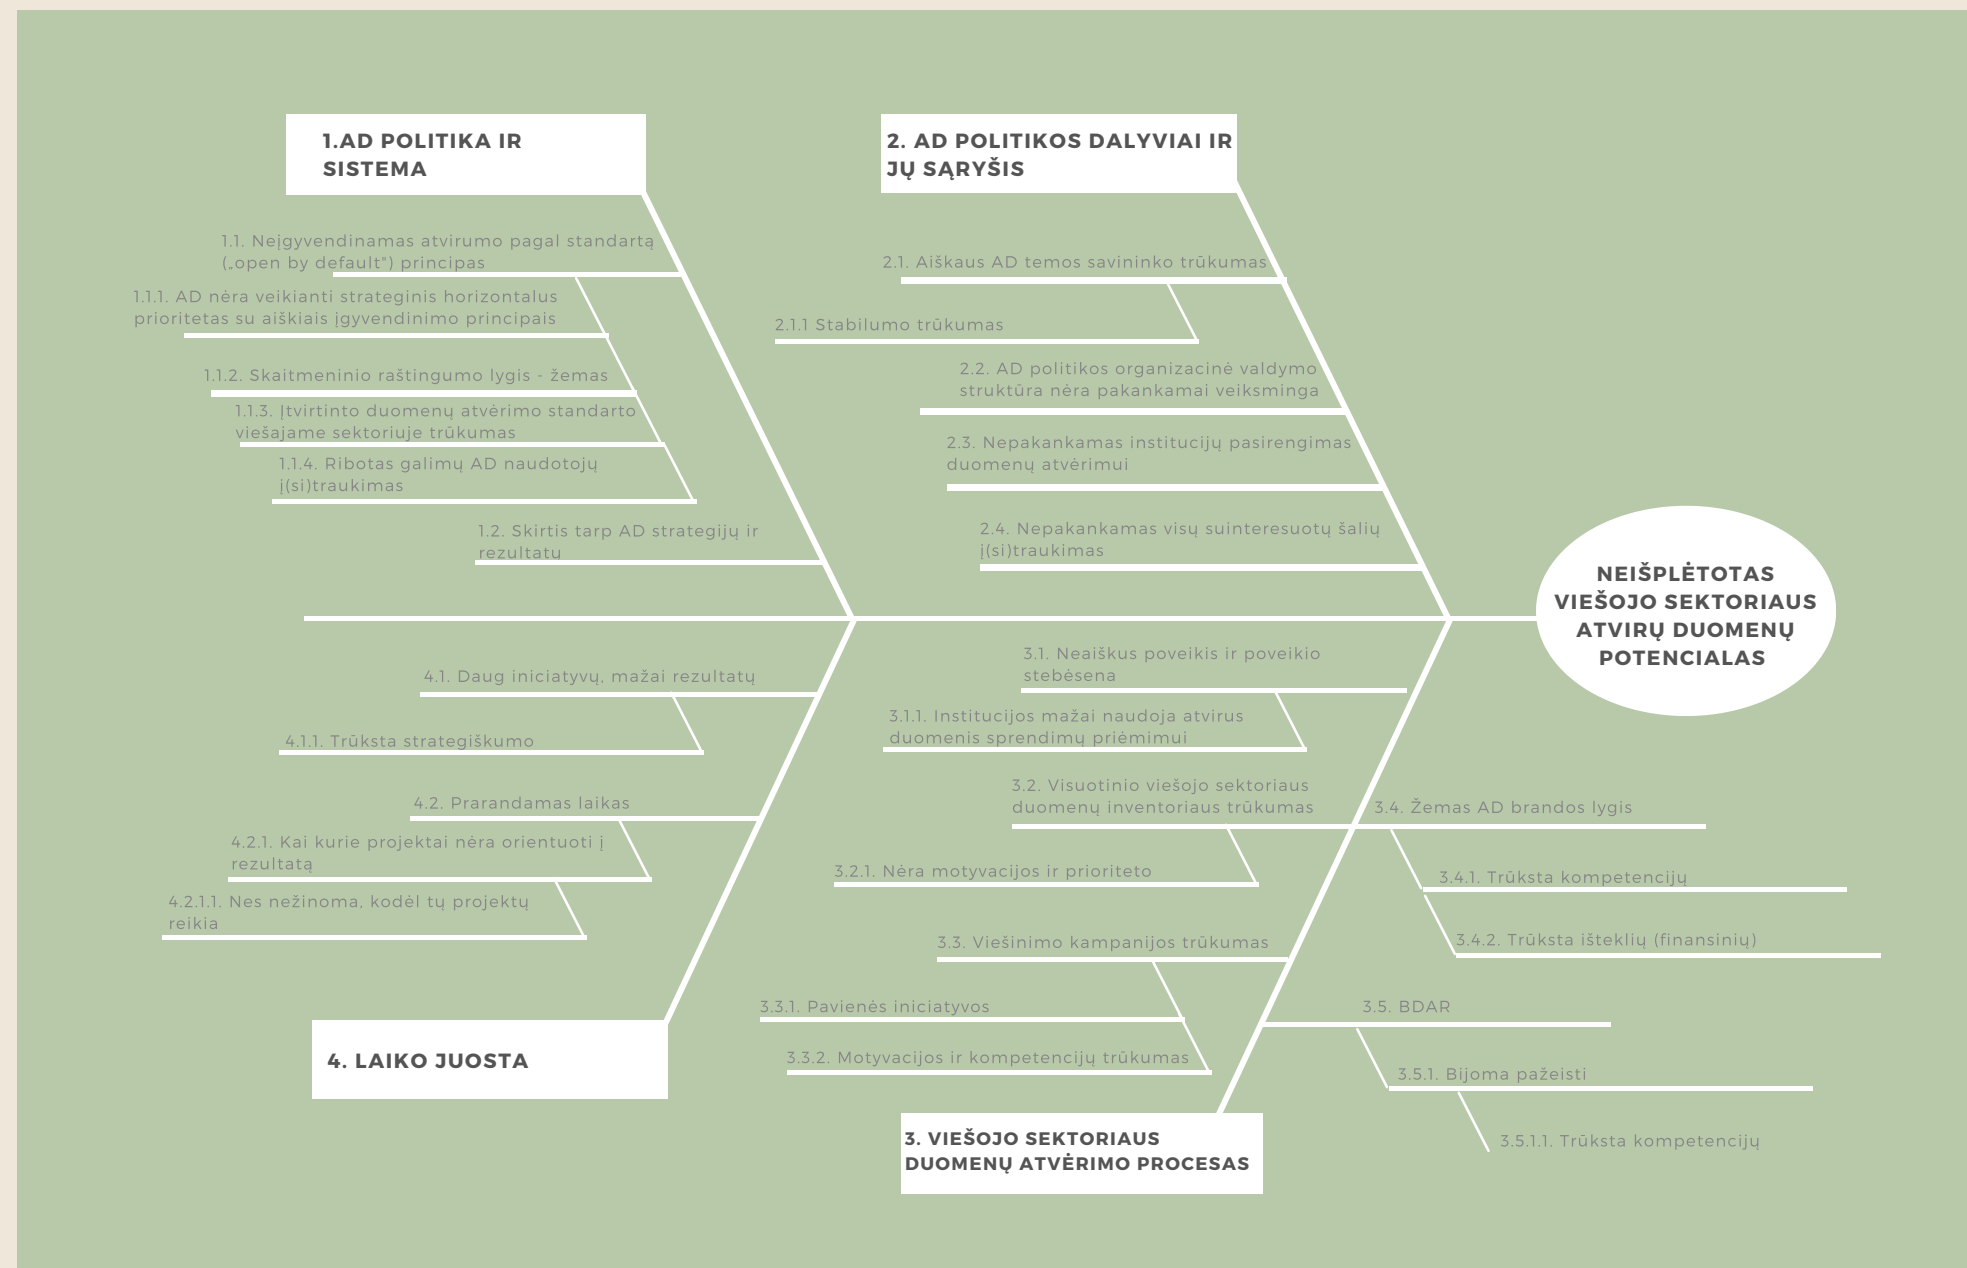 1.AD POLITIKA IR
SISTEMA
1.1. Neįgyvendinamas atvirumo pagal standartą
(„open by default“) principas
1.1.1. AD nėra veikianti strateginis horizontalus
prioritetas su aiškiais įgyvendinimo principais
1.1.2. Skaitmeninio raštingumo lygis - žemas
1.1.3. Įtvirtinto duomenų atvėrimo standarto
viešajame sektoriuje trūkumas
1.1.4. Ribotas galimų AD naudotojų
į(si)traukimas
1.2. Skirtis tarp AD strategijų ir
rezultatų
2. AD POLITIKOS DALYVIAI IR
JŲ SĄRYŠIS
2.1. Aiškaus AD temos savininko trūkumas
2.1.1 Stabilumo trūkumas
2.2. AD politikos organizacinė valdymo
struktūra nėra pakankamai veiksminga
2.3. Nepakankamas institucijų pasirengimas
duomenų atvėrimui
2.4. Nepakankamas visų suinteresuotų šalių
į(si)traukimas
NEIŠPLĖTOTAS
VIEŠOJO SEKTORIAUS
ATVIRŲ DUOMENŲ
POTENCIALAS
4.1. Daug iniciatyvų, mažai rezultatų
4.1.1. Trūksta strategiškumo
4.2. Prarandamas laikas
4.2.1. Kai kurie projektai nėra orientuoti į
rezultatą
4.2.1.1. Nes nežinoma, kodėl tų projektų
reikia
4. LAIKO JUOSTA
3.1. Neaiškus poveikis ir poveikio
stebėsena
3.1.1. Institucijos mažai naudoja atvirus
duomenis sprendimų priėmimui
3.2. Visuotinio viešojo sektoriaus
duomenų inventoriaus trūkumas
3.2.1. Nėra motyvacijos ir prioriteto
3.3. Viešinimo kampanijos trūkumas
3.3.1. Pavienės iniciatyvos
3.3.2. Motyvacijos ir kompetencijų trūkumas
3.4. Žemas AD brandos lygis
3.4.1. Trūksta kompetencijų
3.4.2. Trūksta išteklių (finansinių)
3.5. BDAR
3.5.1. Bijoma pažeisti
3.5.1.1. Trūksta kompetencijų
3. VIEŠOJO SEKTORIAUS
DUOMENŲ ATVĖRIMO PROCESAS